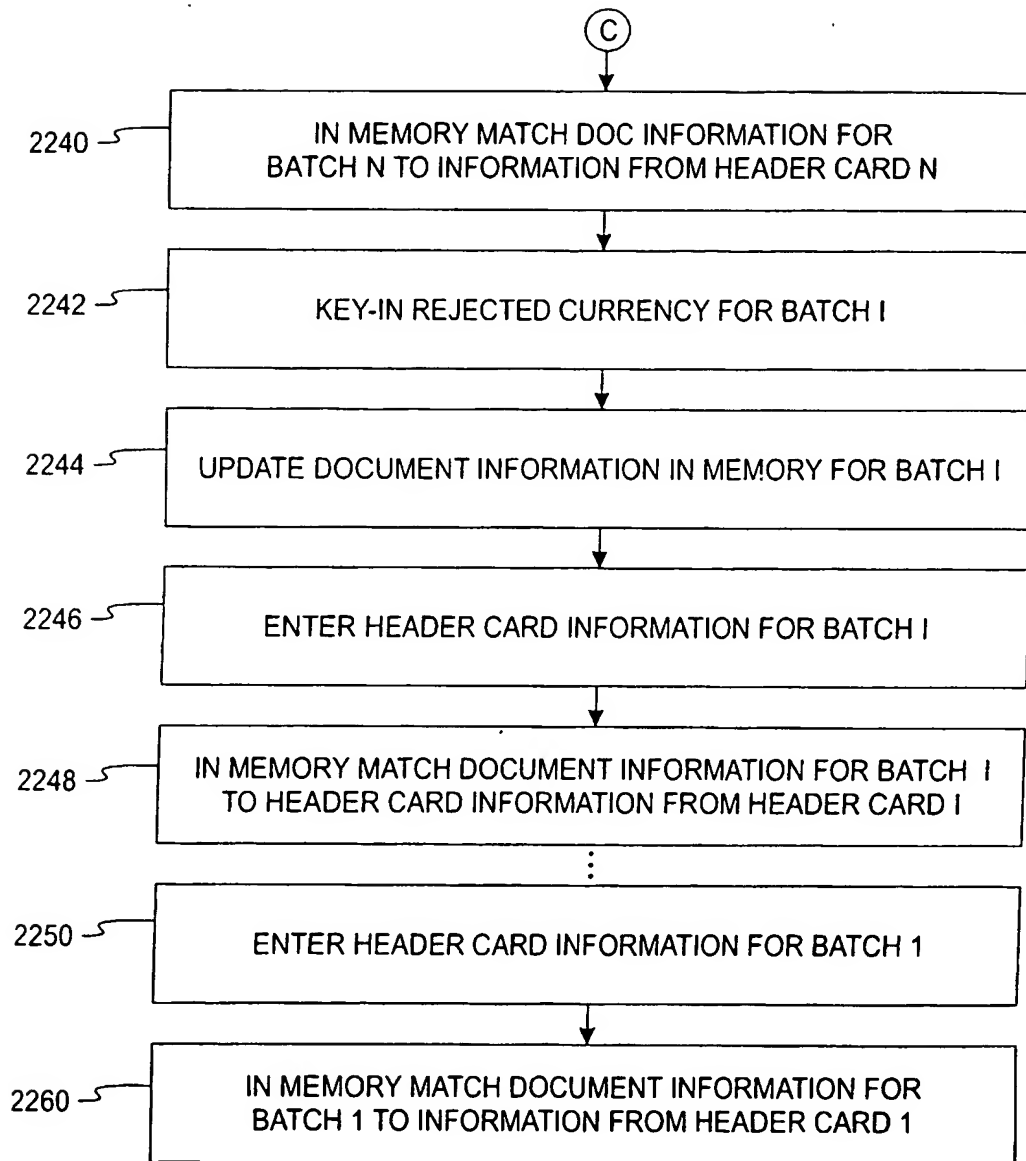 C
2240
IN MEMORY MATCH DOC INFORMATION FOR
BATCH N TO INFORMATION FROM HEADER CARD N
2242
KEY-IN REJECTED CURRENCY FOR BATCH I
2244
UPDATE DOCUMENT INFORMATION IN MEMORY FOR BATCH I
2246
ENTER HEADER CARD INFORMATION FOR BATCH I
2248
IN MEMORY MATCH DOCUMENT INFORMATION FOR BATCH I
TO HEADER CARD INFORMATION FROM HEADER CARD I
⋮
2250
ENTER HEADER CARD INFORMATION FOR BATCH 1
2260
IN MEMORY MATCH DOCUMENT INFORMATION FOR
BATCH 1 TO INFORMATION FROM HEADER CARD 1